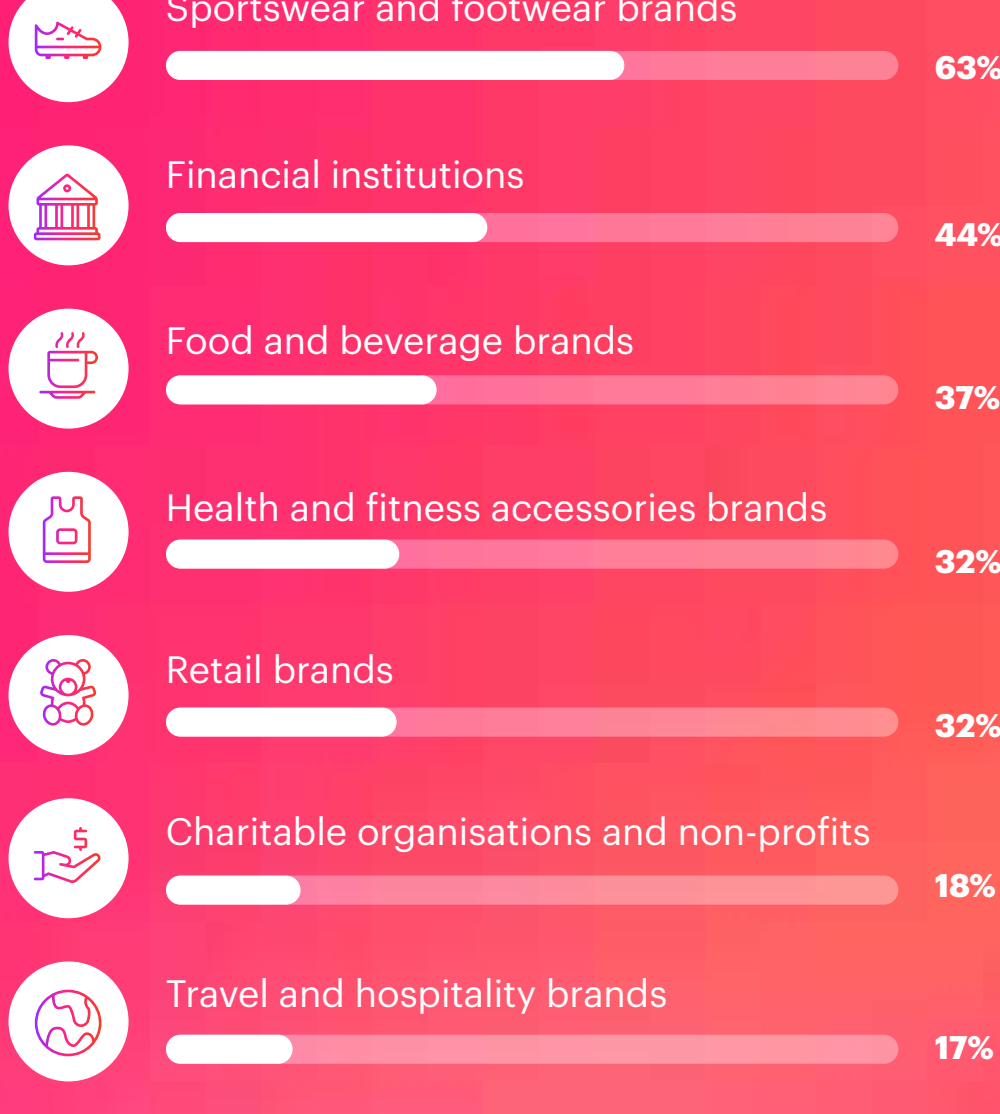 Sportswear and footwear brands
63%
Financial institutions
44%
Food and beverage brands
37%
Health and fitness accessories brands
32%
Retail brands
32%
$
Charitable organisations and non-profits
18%
Travel and hospitality brands
17%